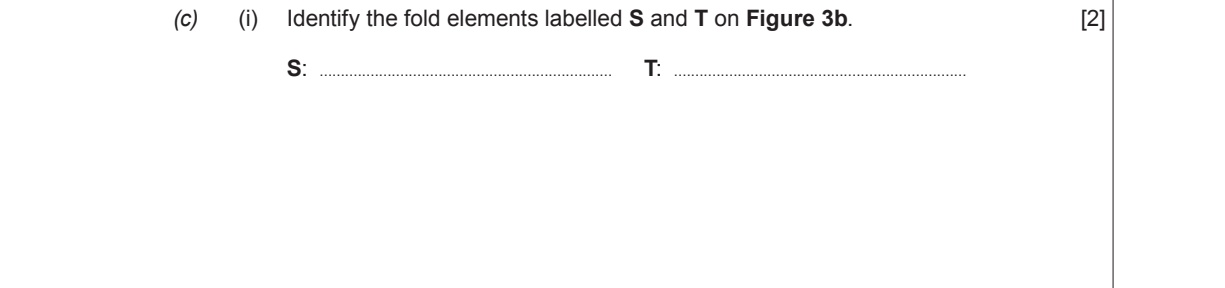 (c) (i) Identify the fold elements labelled S and T on Figure 3b. [2]
S: ........................................ T: ........................................